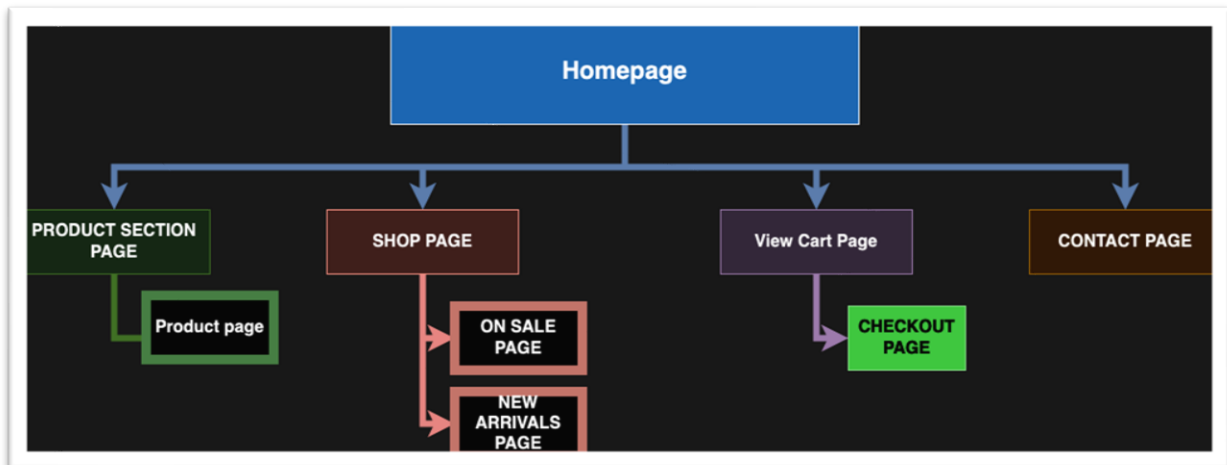 Homepage
PRODUCT SECTION
PAGE
SHOP PAGE
View Cart Page
CONTACT PAGE
Product page
ON SALE
PAGE
CHECKOUT
PAGE
NEW
ARRIVALS
PAGE